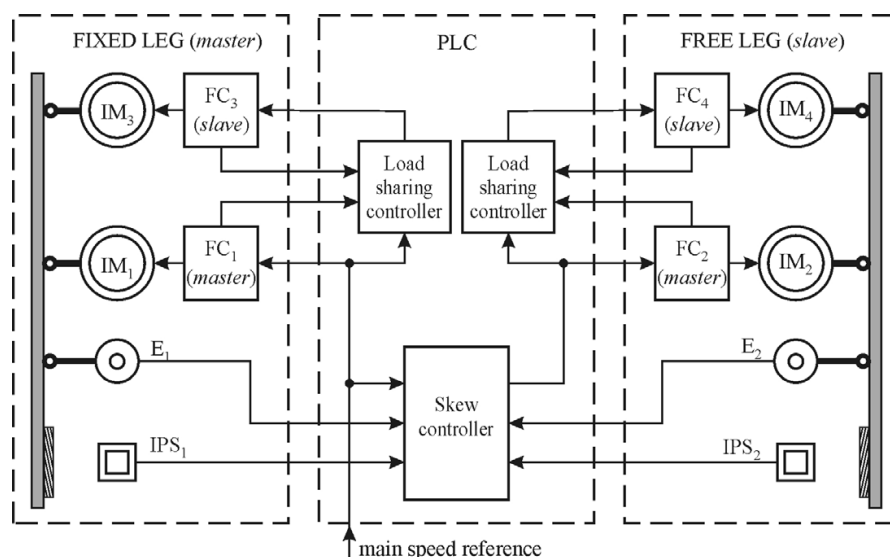 FIXED LEG (master)
PLC
FREE LEG (slave)
IM3
FC3
(slave)
Load
sharing
controller
Load
sharing
controller
FC4
(slave)
IM4
IM1
FC1
(master)
FC2
(master)
IM2
E1
Skew
controller
E2
IPS1
IPS2
main speed reference